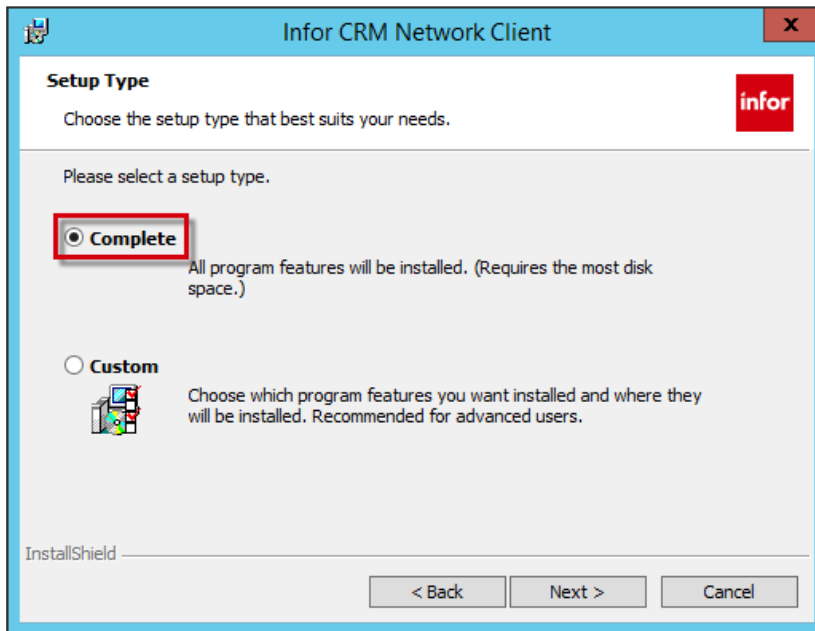 Infor CRM Network Client
x
Setup Type
infor
Choose the setup type that best suits your needs.
Please select a setup type.
Complete
All program features will be installed. (Requires the most disk
space.)
Custom
Choose which program features you want installed and where they
will be installed. Recommended for advanced users.
InstallShield
< Back
Next >
Cancel